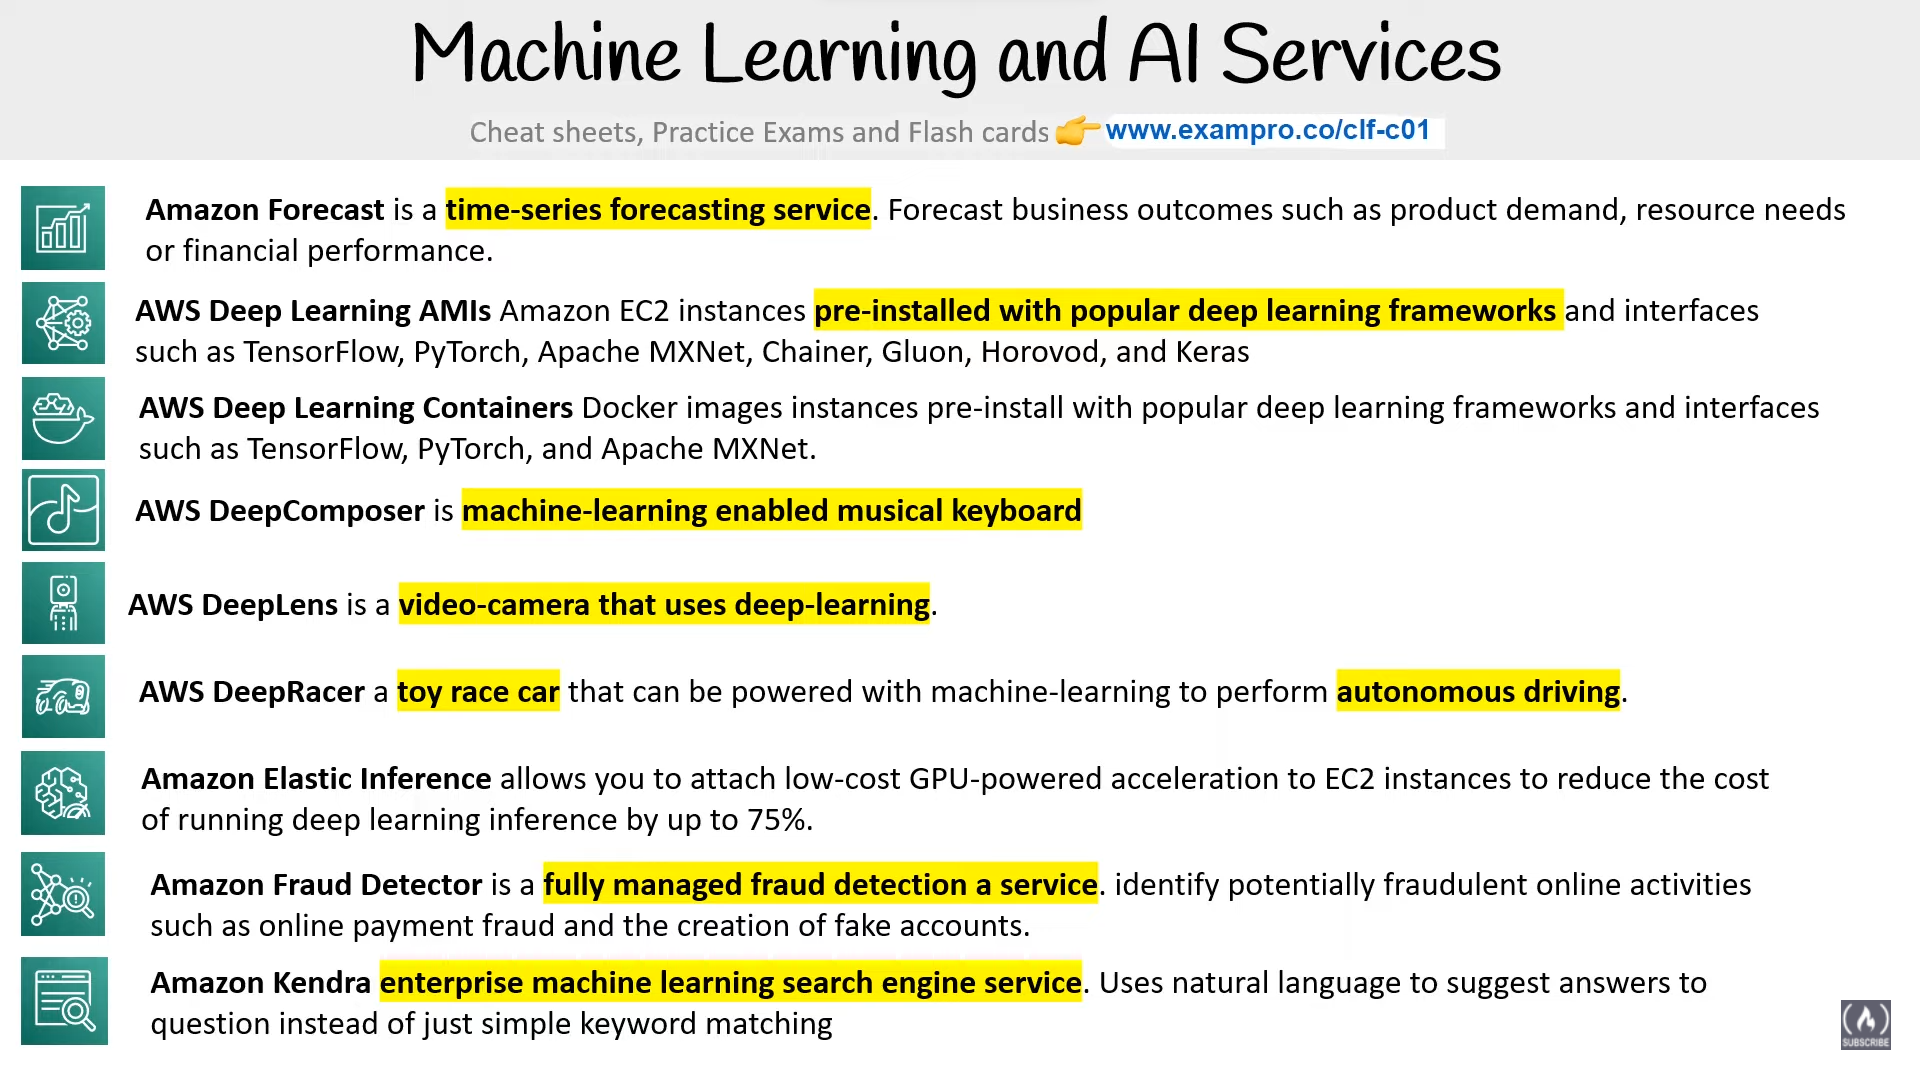 Machine Learning and AI Services
Cheat sheets, Practice Exams and Flash cards 👉 www.exampro.co/clf-c01
Amazon Forecast is a time-series forecasting service. Forecast business outcomes such as product demand, resource needs
or financial performance.
AWS Deep Learning AMIs Amazon EC2 instances pre-installed with popular deep learning frameworks and interfaces
such as TensorFlow, PyTorch, Apache MXNet, Chainer, Gluon, Horovod, and Keras
AWS Deep Learning Containers Docker images instances pre-install with popular deep learning frameworks and interfaces
such as TensorFlow, PyTorch, and Apache MXNet.
AWS DeepComposer is machine-learning enabled musical keyboard
AWS DeepLens is a video-camera that uses deep-learning.
AWS DeepRacer a toy race car that can be powered with machine-learning to perform autonomous driving.
Amazon Elastic Inference allows you to attach low-cost GPU-powered acceleration to EC2 instances to reduce the cost
of running deep learning inference by up to 75%.
Amazon Fraud Detector is a fully managed fraud detection a service. identify potentially fraudulent online activities
such as online payment fraud and the creation of fake accounts.
Amazon Kendra enterprise machine learning search engine service. Uses natural language to suggest answers to
question instead of just simple keyword matching
SUBSCRIBE